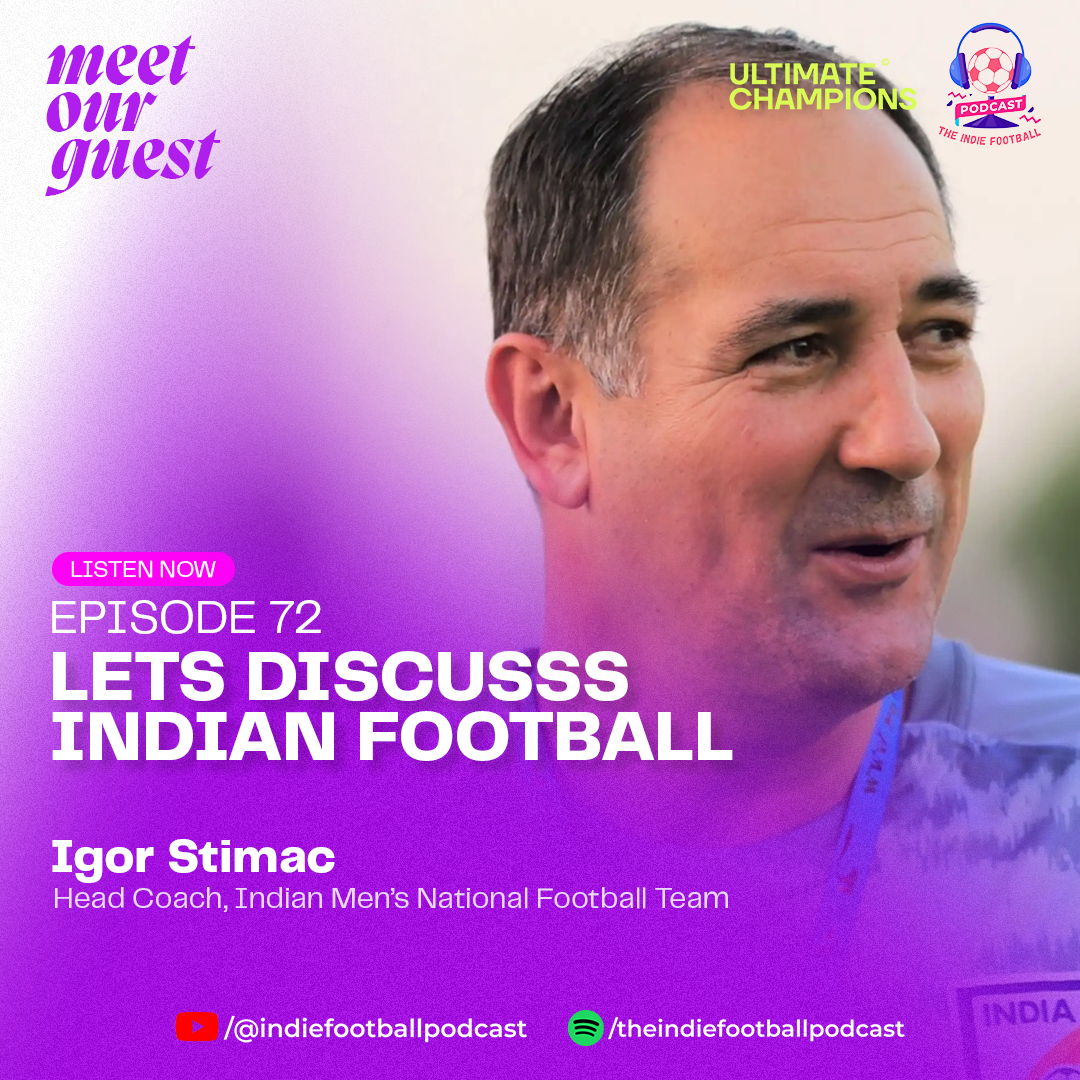 meet
our
guest
ULTIMATE
CHAMPIONS
PODCAST
THE INDIE FOOTBALL
LISTEN NOW
EPISODE 72
LETS DISCUSSS
INDIAN FOOTBALL
Igor Stimac
Head Coach, Indian Men's National Football Team
INDIA
/@indiefootballpodcast
/theindiefootballpodcast